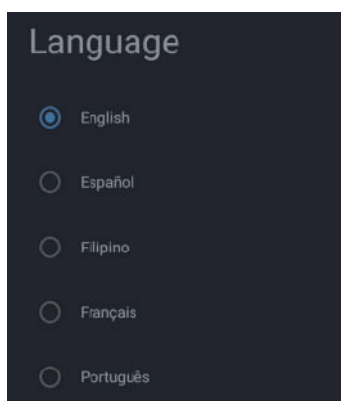 Language
English
Español
Filipino
Français
Português